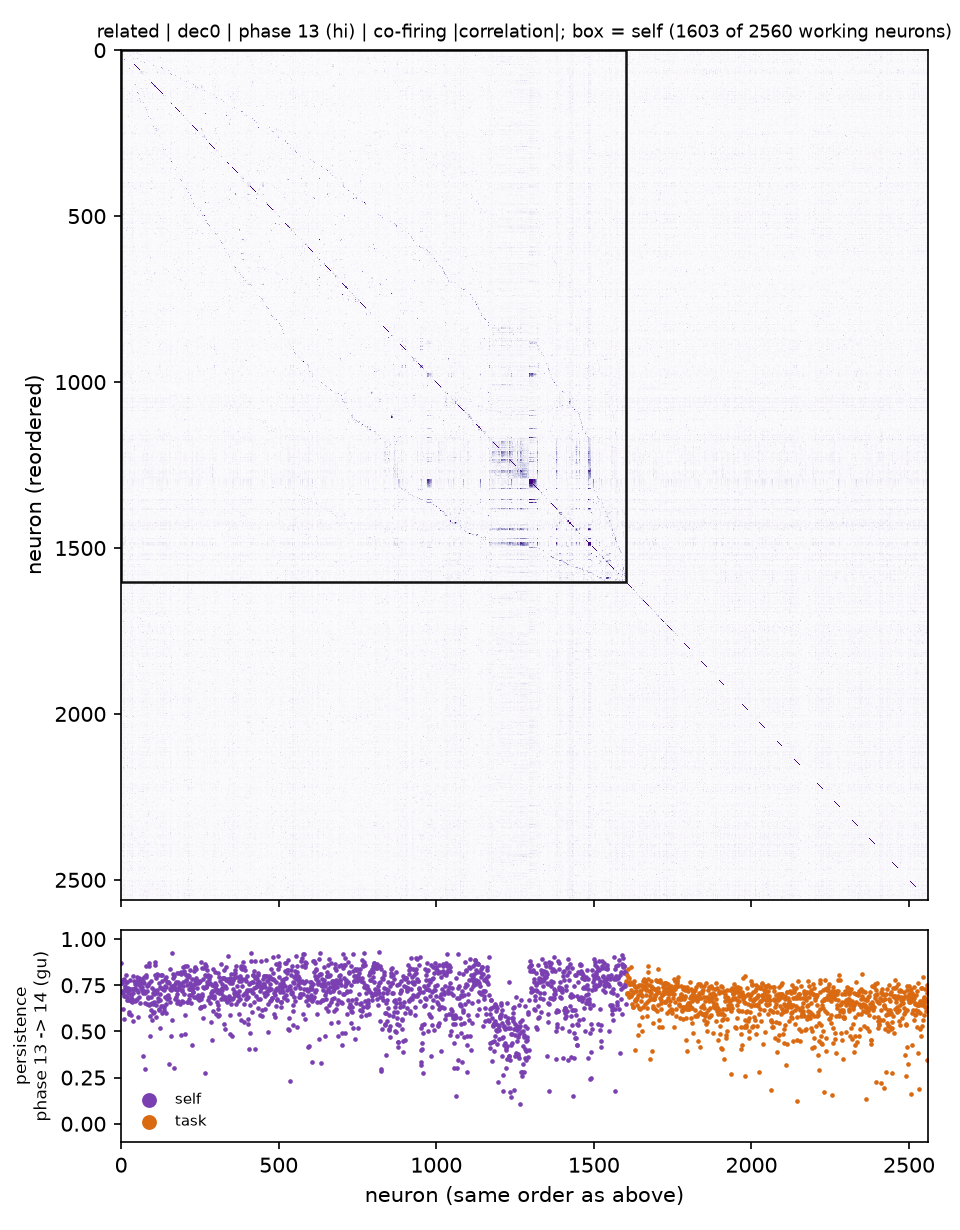 related | dec0 | phase 13 (hi) | co-firing |correlation|; box = self (1603 of 2560 working neurons)
0
500
1000
1500
2000
2500
neuron (reordered)
1.00
0.75
0.50
0.25
0.00
persistence
phase 13 -> 14 (gu)
self
task
0
500
1000
1500
2000
2500
neuron (same order as above)